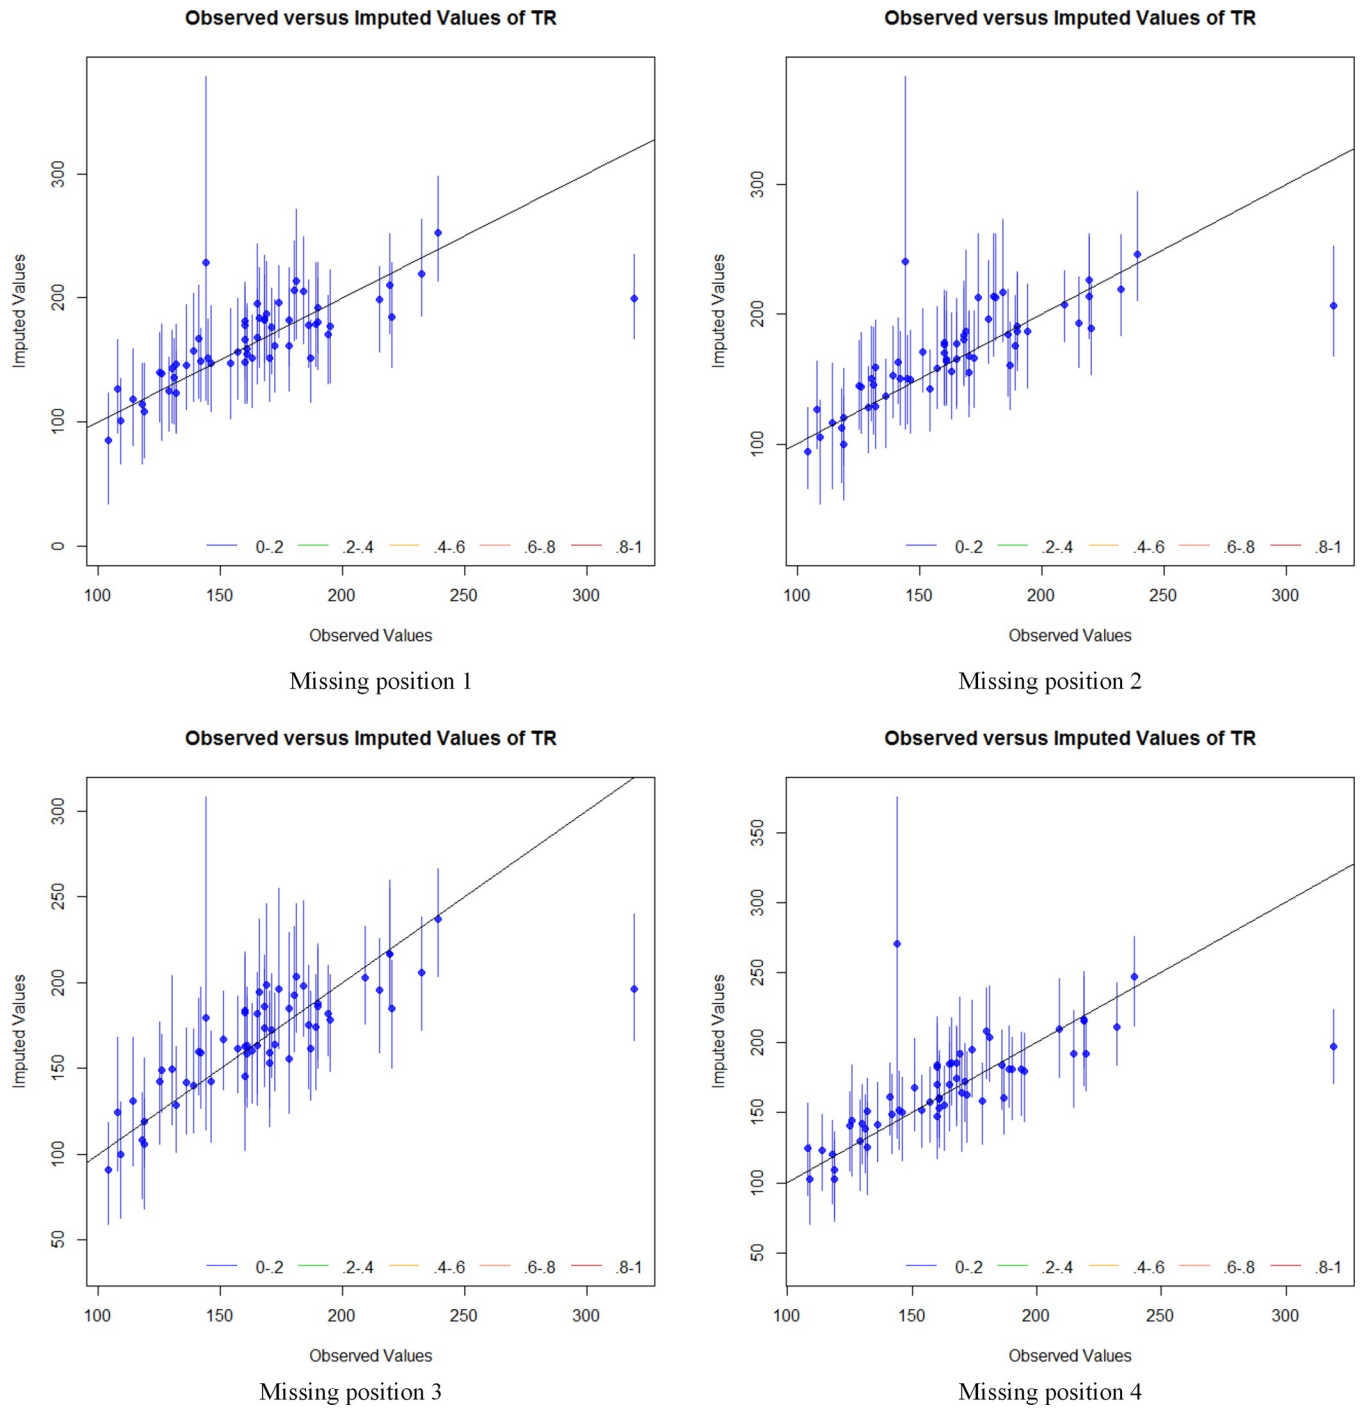 Observed versus Imputed Values of TR
Imputed Values
300
200
100
0
0-.2 .2-.4 .4-.6 .6-.8 .8-1
100 150 200 250 300
Observed Values
Missing position 1
Observed versus Imputed Values of TR
Imputed Values
300
200
100
0-.2 .2-.4 .4-.6 .6-.8 .8-1
100 150 200 250 300
Observed Values
Missing position 2
Observed versus Imputed Values of TR
Imputed Values
300
250
200
150
100
50
0-.2 .2-.4 .4-.6 .6-.8 .8-1
100 150 200 250 300
Observed Values
Missing position 3
Observed versus Imputed Values of TR
Imputed Values
350
300
250
200
150
100
50
0-.2 .2-.4 .4-.6 .6-.8 .8-1
100 150 200 250 300
Observed Values
Missing position 4